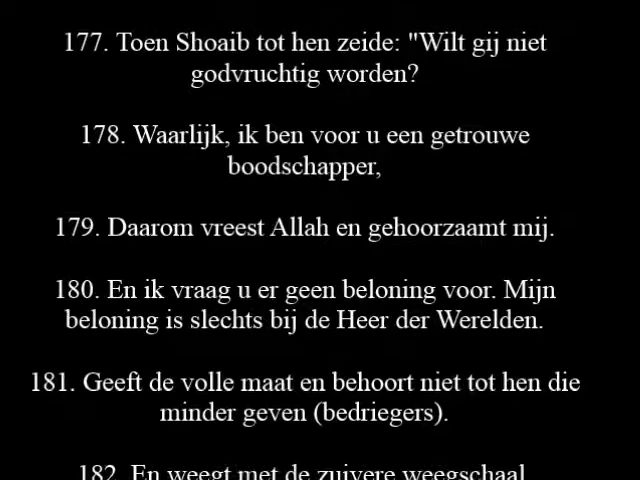 177. Toen Shoaib tot hen zeide: "Wilt gij niet
godvruchtig worden?
178. Waarlijk, ik ben voor u een getrouwe
boodschapper,
179. Daarom vreest Allah en gehoorzaamt mij.
180. En ik vraag u er geen beloning voor. Mijn
beloning is slechts bij de Heer der Werelden.
181. Geeft de volle maat en behoort niet tot hen die
minder geven (bedriegers).
182. En weegt met de zuivere weegschaal